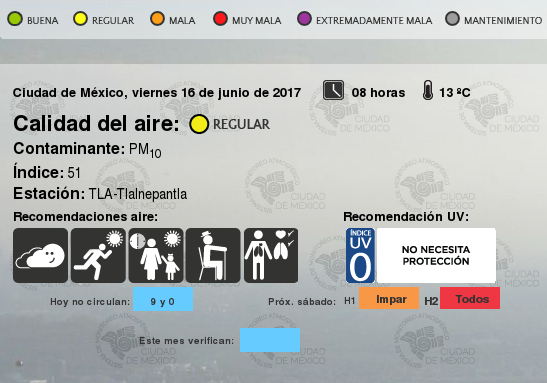 BUENA REGULAR MALA MUY MALA EXTREMADAMENTE MALA MANTENIMIENTO
Ciudad de México, viernes 16 de junio de 2017 08 horas 13 ºC
Calidad del aire: REGULAR
Contaminante: PM10
Índice: 51
Estación: TLA-Tlalnepantla
Recomendaciones aire: Recomendación UV:
ÍNDICE
UV
0
NO NECESITA
PROTECCIÓN
Hoy no circulan: 9 y 0 Próx. sábado: H1 Impar H2 Todos
Este mes verifican: